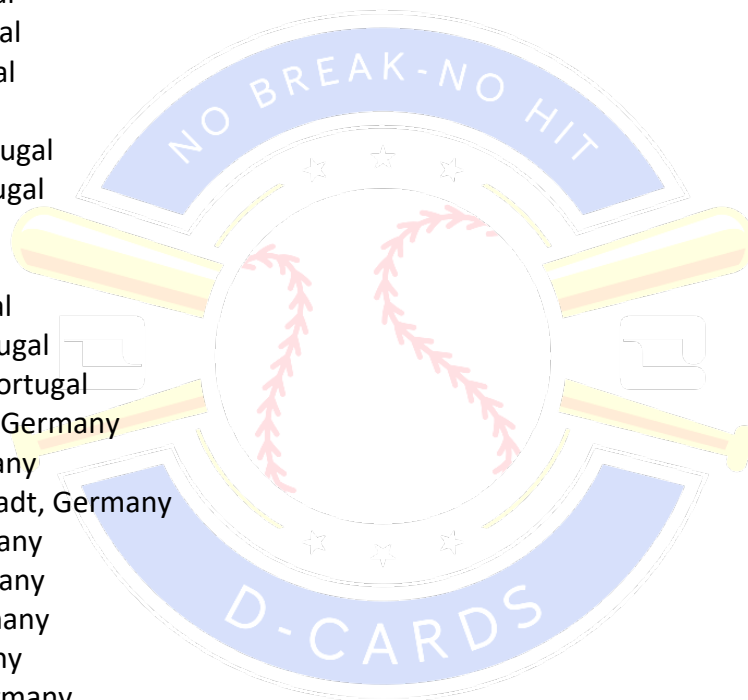 NO BREAK-NO HIT
al
al
ugal
ugal
al
ugal
ortugal
, Germany
any
adt, Germany
any
any
many
ny
rmany
D-CARDS